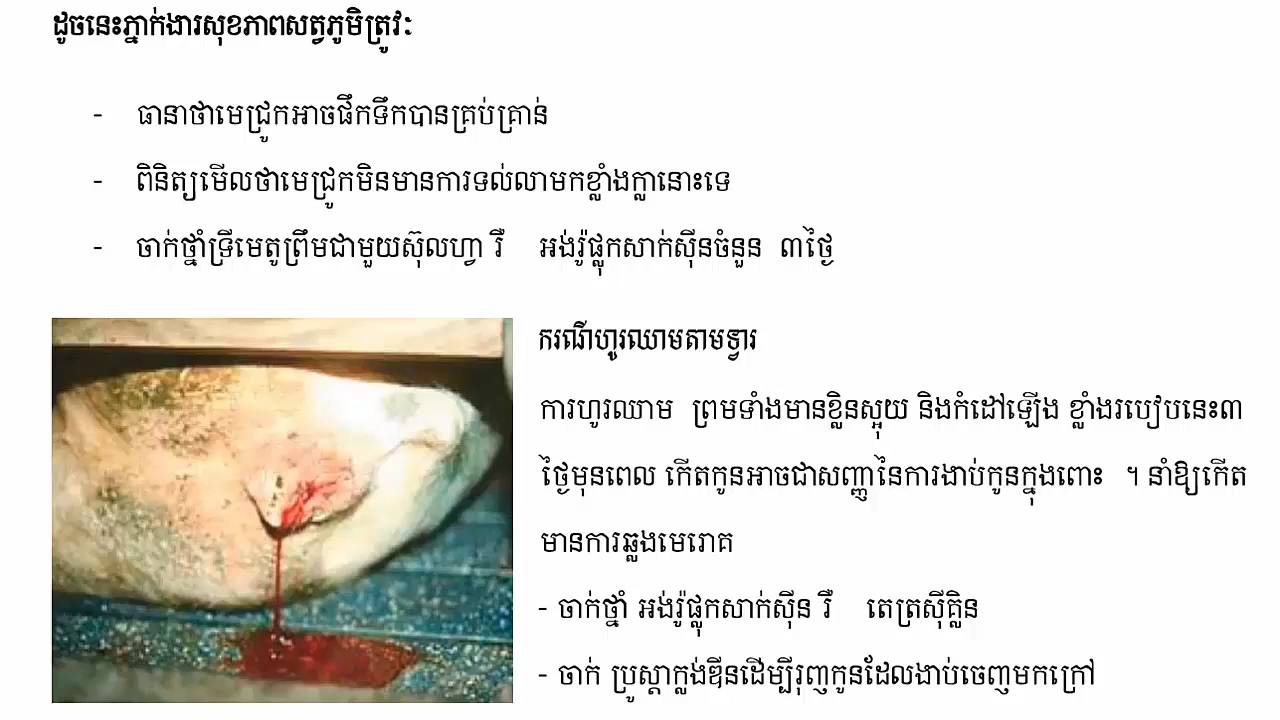 ដូចនេះភ្នាក់ងារសុខភាពសត្វភូមិត្រូវៈ
- ធានាថាមេជ្រូកអាចផឹកទឹកបានគ្រប់គ្រាន់
- ពិនិត្យមើលថាមេជ្រូកមិនមានការទល់លាមកខ្លាំងក្លានោះទេ
- ចាក់ថ្នាំទ្រីមេតូព្រឹមជាមួយស៊ុលហ្វា រឺ អង់រ៉ូផ្លុកសាក់ស៊ីនចំនួន ៣ថ្ងៃ
ករណីហូរឈាមតាមទ្វារ
ការហូរឈាម ព្រមទាំងមានខ្លិនស្អុយ និងកំដៅឡើង ខ្លាំងរបៀបនេះ៣
ថ្ងៃមុនពេល កើតកូនអាចជាសញ្ញានៃការងាប់កូនក្នុងពោះ ។ នាំឱ្យកើត
មានការឆ្លងមេរោគ
- ចាក់ថ្នាំ អង់រ៉ូផ្លុកសាក់ស៊ីន រឺ តេត្រស៊ីគ្លិន
- ចាក់ ប្រូស្តាក្លង់ឌីនដើម្បីរុញកូនដែលងាប់ចេញមកក្រៅ